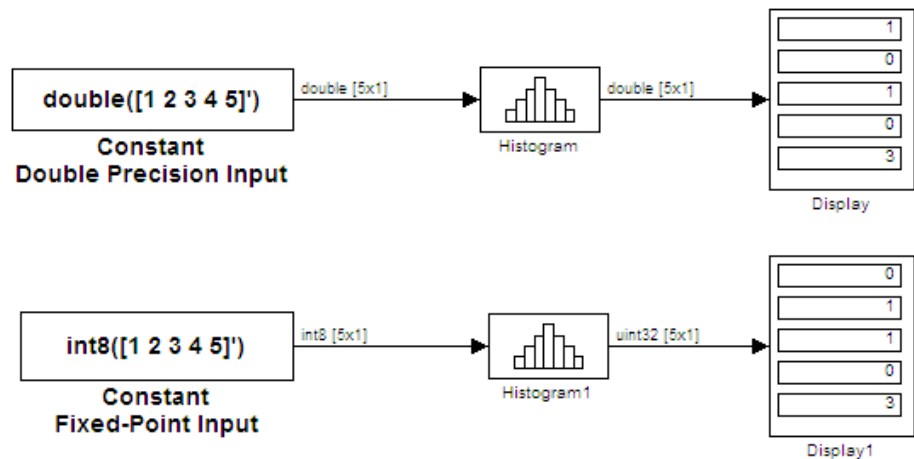 double([1 2 3 4 5]')
double [5x1]
double [5x1]
1
0
1
0
3
Constant
Double Precision Input
Histogram
Display
int8([1 2 3 4 5]')
int8 [5x1]
uint32 [5x1]
0
1
1
0
3
Constant
Fixed-Point Input
Histogram1
Display1